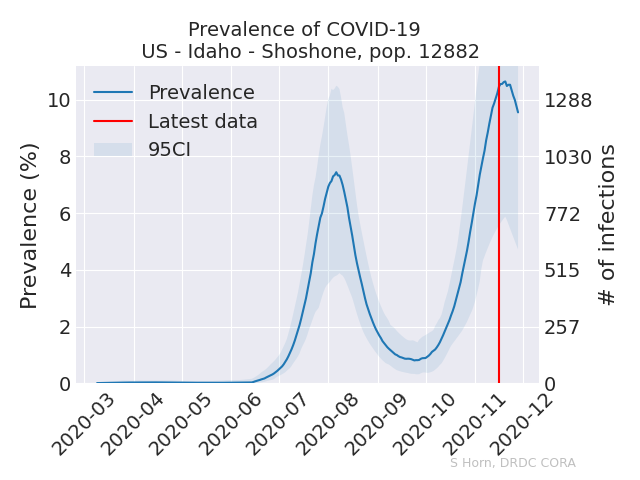 Prevalence of COVID-19
US - Idaho - Shoshone, pop. 12882
Prevalence (%)
10
8
6
4
2
0
Prevalence
Latest data
95CI
1288
1030
772
515
257
0
# of infections
2020-03
2020-04
2020-05
2020-06
2020-07
2020-08
2020-09
2020-10
2020-11
2020-12
S Horn, DRDC CORA